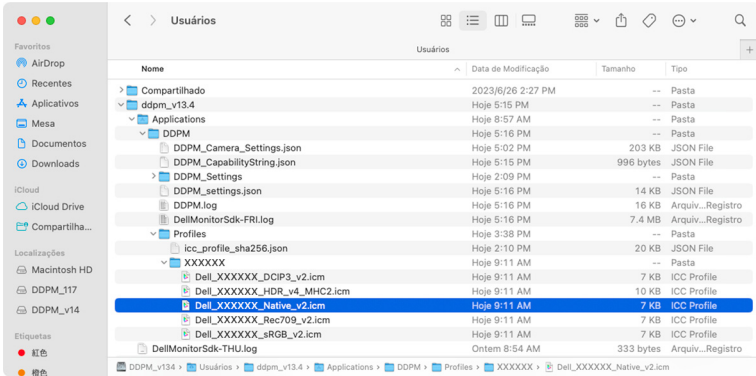 Usuários
Favoritos
AirDrop
Recentes
Aplicativos
Mesa
Documentos
Downloads
iCloud
iCloud Drive
Compartilha...
Localizações
Macintosh HD
DDPM_117
DDPM_v14
Etiquetas
紅色
橙色
Usuários
Nome Data de Modificação Tamanho Tipo
Compartilhado 2023/6/26 2:27 PM -- Pasta
ddpm_v13.4 Hoje 5:15 PM -- Pasta
Applications Hoje 8:57 AM -- Pasta
DDPM Hoje 5:16 PM -- Pasta
DDPM_Camera_Settings.json Hoje 5:02 PM 203 KB JSON File
DDPM_CapabilityString.json Hoje 5:15 PM 996 bytes JSON File
DDPM_Settings Hoje 2:09 PM -- Pasta
DDPM_settings.json Hoje 5:16 PM 14 KB JSON File
DDPM.log Hoje 5:16 PM 16 KB Arquiv...Registro
DellMonitorSdk-FRI.log Hoje 5:16 PM 7.4 MB Arquiv...Registro
Profiles Hoje 3:38 PM -- Pasta
icc_profile_sha256.json Hoje 2:10 PM 20 KB JSON File
XXXXXX Hoje 9:11 AM -- Pasta
Dell_XXXXXX_DCIP3_v2.icm Hoje 9:11 AM 7 KB ICC Profile
Dell_XXXXXX_HDR_v4_MHC2.icm Hoje 9:11 AM 10 KB ICC Profile
Dell_XXXXXX_Native_v2.icm Hoje 9:11 AM 7 KB ICC Profile
Dell_XXXXXX_Rec709_v2.icm Hoje 9:11 AM 7 KB ICC Profile
Dell_XXXXXX_sRGB_v2.icm Hoje 9:11 AM 7 KB ICC Profile
DellMonitorSdk-THU.log Ontem 8:54 AM 333 bytes Arquiv...Registro
DDPM_v134 › Usuários › ddpm_v13.4 › Applications › DDPM › Profiles › XXXXXX › Dell_XXXXXX_Native_v2.icm